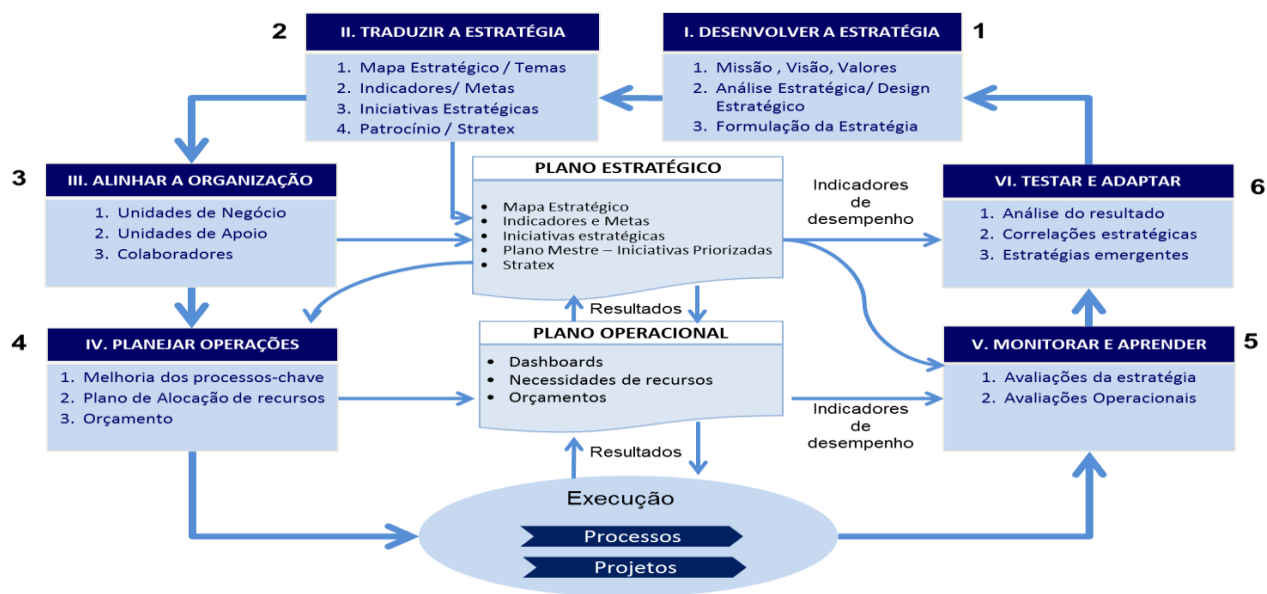 2
II. TRADUZIR A ESTRATÉGIA
1. Mapa Estratégico / Temas
2. Indicadores/ Metas
3. Iniciativas Estratégicas
4. Patrocínio / Stratex
I. DESENVOLVER A ESTRATÉGIA
1
1. Missão , Visão, Valores
2. Análise Estratégica/ Design
Estratégico
3. Formulação da Estratégia
3
III. ALINHAR A ORGANIZAÇÃO
1. Unidades de Negócio
2. Unidades de Apoio
3. Colaboradores
PLANO ESTRATÉGICO
• Mapa Estratégico
• Indicadores e Metas
• Iniciativas estratégicas
• Plano Mestre – Iniciativas Priorizadas
• Stratex
Indicadores
de
desempenho
VI. TESTAR E ADAPTAR
6
1. Análise do resultado
2. Correlações estratégicas
3. Estratégias emergentes
Resultados
4
IV. PLANEJAR OPERAÇÕES
1. Melhoria dos processos-chave
2. Plano de Alocação de recursos
3. Orçamento
PLANO OPERACIONAL
• Dashboards
• Necessidades de recursos
• Orçamentos
V. MONITORAR E APRENDER
5
1. Avaliações da estratégia
2. Avaliações Operacionais
Indicadores
de
desempenho
Resultados
Execução
Processos
Projetos